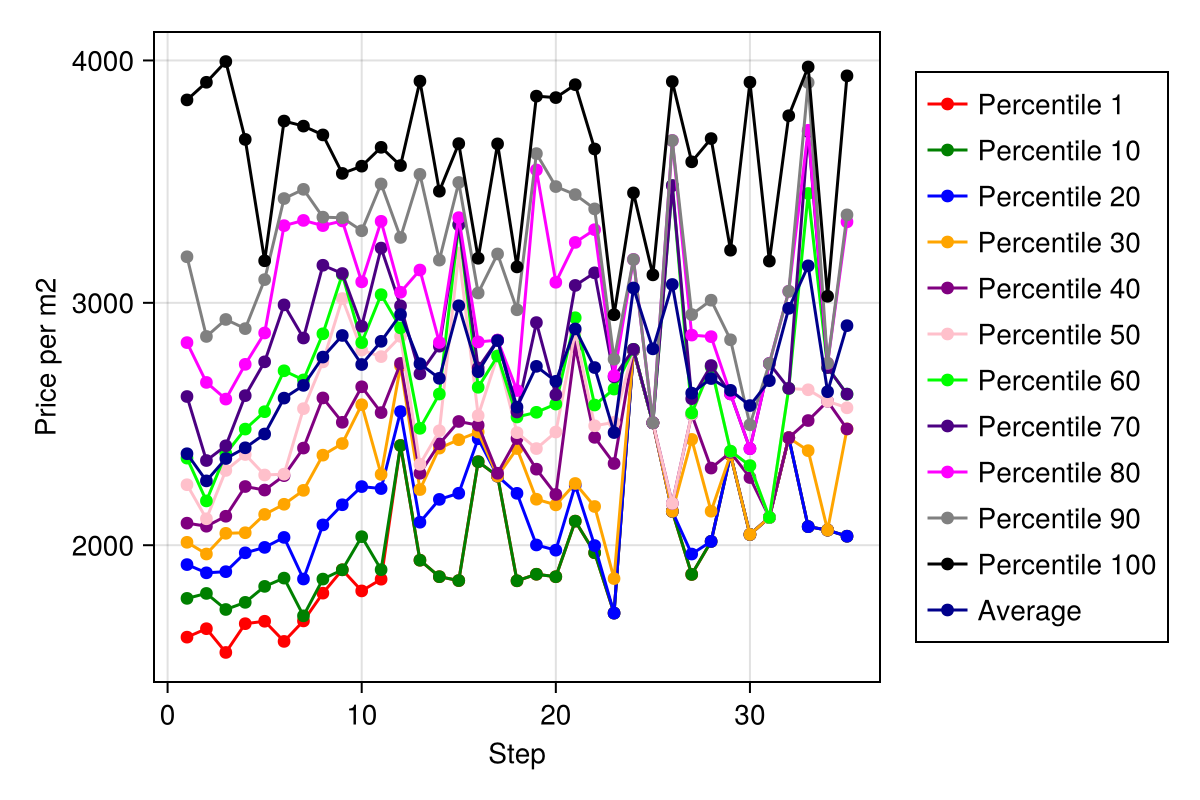 4000
3000
2000
Price per m2
0
10
20
30
Step
Percentile 1
Percentile 10
Percentile 20
Percentile 30
Percentile 40
Percentile 50
Percentile 60
Percentile 70
Percentile 80
Percentile 90
Percentile 100
Average